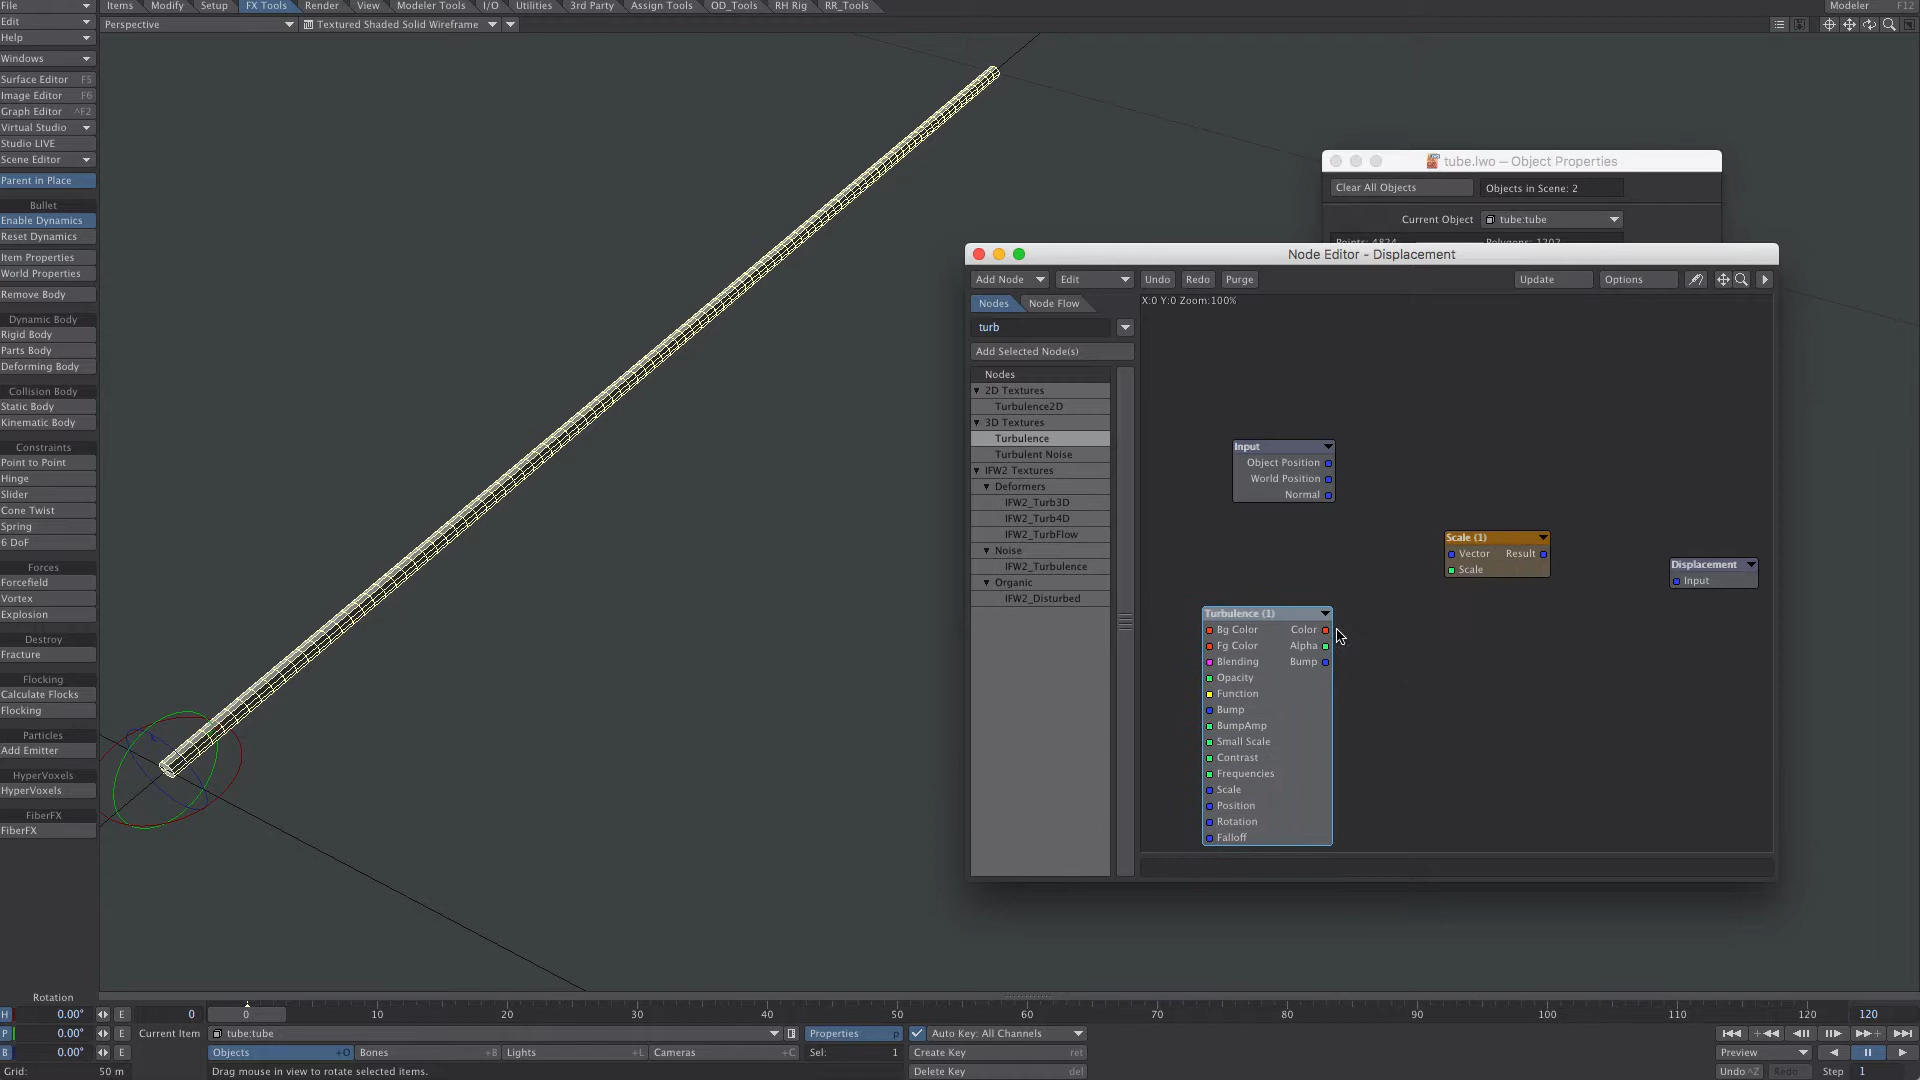 File
Items
Modify
Setup
FX Tools
Render
View
Modeler Tools
I/O
Utilities
3rd Party
Assign Tools
OD_Tools
RH Rig
RR_Tools
Modeler F12
Edit
Perspective
Textured Shaded Solid Wireframe
Help
Windows
Surface Editor F5
Image Editor F6
Graph Editor ^F2
Virtual Studio
Studio LIVE
Scene Editor
Parent in Place
Bullet
Enable Dynamics
Reset Dynamics
Item Properties
World Properties
Remove Body
Dynamic Body
Rigid Body
Parts Body
Deforming Body
Collision Body
Static Body
Kinematic Body
Constraints
Point to Point
Hinge
Slider
Cone Twist
Spring
6 DoF
Forces
Forcefield
Vortex
Explosion
Destroy
Fracture
Flocking
Calculate Flocks
Flocking
Particles
Add Emitter
HyperVoxels
HyperVoxels
FiberFX
FiberFX
tube.lwo — Object Properties
Clear All Objects
Objects in Scene: 2
Current Object
tube:tube
Points: 4824
Polygons: 1202
Node Editor - Displacement
Add Node
Edit
Undo
Redo
Purge
Update
Options
Nodes
Node Flow
X:0 Y:0 Zoom:100%
turb
Add Selected Node(s)
Nodes
2D Textures
Turbulence2D
3D Textures
Turbulence
Turbulent Noise
IFW2 Textures
Deformers
IFW2_Turb3D
IFW2_Turb4D
IFW2_TurbFlow
Noise
IFW2_Turbulence
Organic
IFW2_Disturbed
Input
Object Position
World Position
Normal
Scale (1)
Vector Result
Scale
Displacement
Input
Turbulence (1)
Bg Color Color
Fg Color Alpha
Blending Bump
Opacity
Function
Bump
BumpAmp
Small Scale
Contrast
Frequencies
Scale
Position
Rotation
Falloff
Rotation
H 0.00° E 0
0 10 20 30 40 50 60 70 80 90 100 110 120 120
P 0.00° E
Current Item
tube:tube
Properties p
Auto Key: All Channels
B 0.00° E
Objects +O
Bones +B
Lights +L
Cameras +C
Sel: 1
Create Key ret
Preview
Grid: 50 m
Drag mouse in view to rotate selected items.
Delete Key del
Undo ^Z
Redo
Step 1